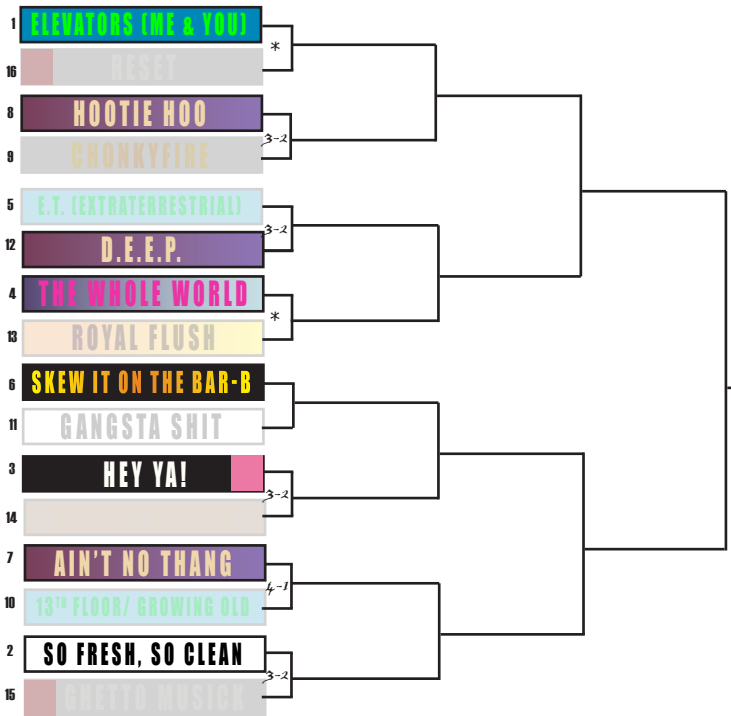 1 ELEVATORS (ME & YOU)
*
16 RESET
8 HOOTIE HOO
3-2
9 CHONKYFIRE
5 E.T. (EXTRATERRESTRIAL)
3-2
12 D.E.E.P.
4 THE WHOLE WORLD
*
13 ROYAL FLUSH
6 SKEW IT ON THE BAR-B
11 GANGSTA SHIT
3 HEY YA!
3-2
14
7 AIN'T NO THANG
4-1
10 13TH FLOOR/ GROWING OLD
2 SO FRESH, SO CLEAN
3-2
15 GHETTO MUSICK